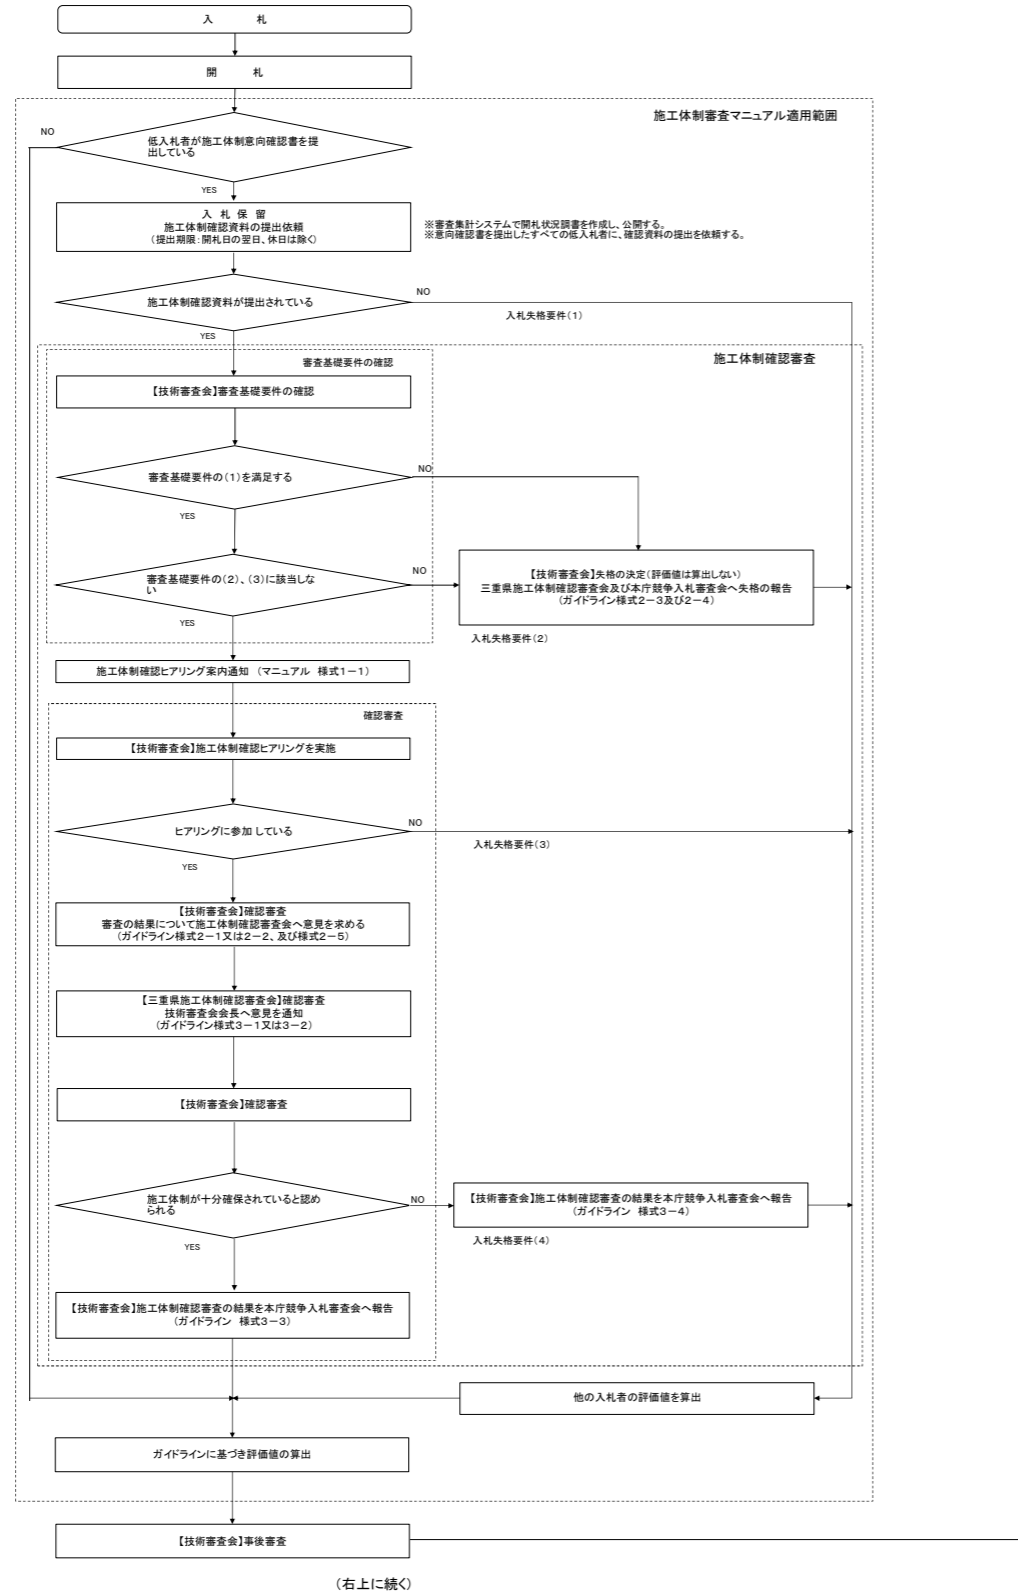 入　　札
開　　札
施工体制審査マニュアル適用範囲
NO
低入札者が施工体制意向確認書を提
出している
YES
入　札　保　留
施工体制確認資料の提出依頼
(提出期限:開札日の翌日、休日は除く)
※審査集計システムで開札状況調書を作成し、公開する。
※意向確認書を提出したすべての低入札者に、確認資料の提出を依頼する。
施工体制確認資料が提出されている
NO
入札失格要件(1)
YES
施工体制確認審査
審査基礎要件の確認
【技術審査会】審査基礎要件の確認
審査基礎要件の(1)を満足する
NO
YES
審査基礎要件の(2)、(3)に該当しな
い
NO
【技術審査会】失格の決定(評価値は算出しない)
三重県施工体制確認審査会及び本庁競争入札審査会へ失格の報告
(ガイドライン様式2-3及び2-4)
YES
入札失格要件(2)
施工体制確認ヒアリング案内通知　(マニュアル　様式1-1)
確認審査
【技術審査会】施工体制確認ヒアリングを実施
ヒアリングに参加している
NO
入札失格要件(3)
YES
【技術審査会】確認審査
審査の結果について施工体制確認審査会へ意見を求める
(ガイドライン様式2-1又は2-2、及び様式2-5)
【三重県施工体制確認審査会】確認審査
技術審査会会長へ意見を通知
(ガイドライン様式3-1又は3-2)
【技術審査会】確認審査
施工体制が十分確保されていると認め
られる
NO
【技術審査会】施工体制確認審査の結果を本庁競争入札審査会へ報告
(ガイドライン　様式3-4)
入札失格要件(4)
YES
【技術審査会】施工体制確認審査の結果を本庁競争入札審査会へ報告
(ガイドライン　様式3-3)
他の入札者の評価値を算出
ガイドラインに基づき評価値の算出
【技術審査会】事後審査
(右上に続く)